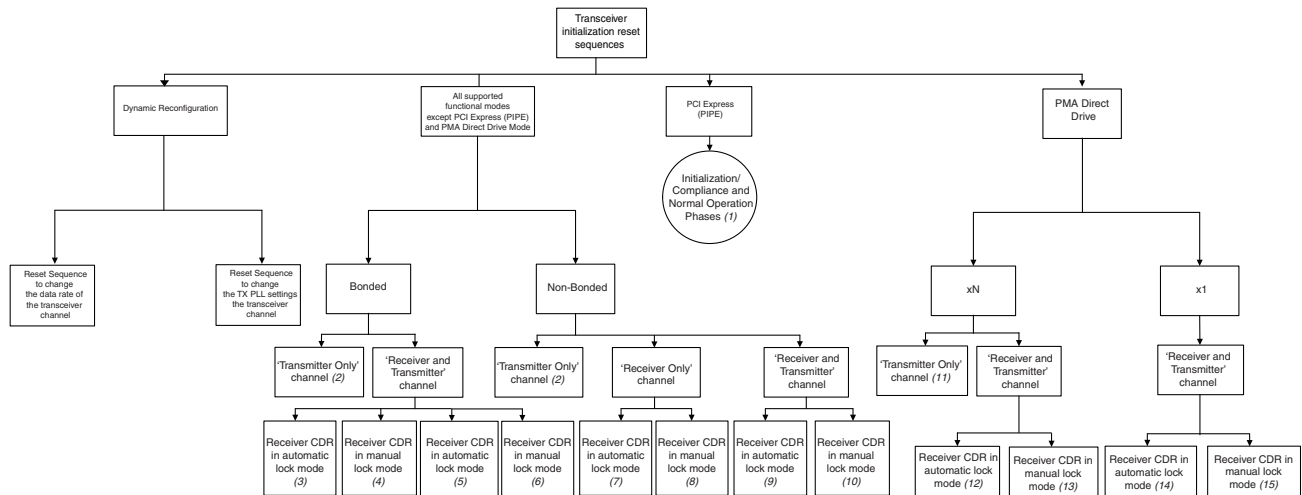 Transceiver
initialization reset
sequences
Dynamic Reconfiguration
All supported
functional modes
except PCI Express (PIPE)
and PMA Direct Drive Mode
PCI Express
(PIPE)
PMA Direct
Drive
Initialization/
Compliance and
Normal Operation
Phases (1)
Reset Sequence
to change
the data rate of
the transceiver
channel
Reset Sequence
to change
the TX PLL settings
the transceiver
channel
Bonded
Non-Bonded
xN
x1
‘Transmitter Only’
channel (2)
‘Receiver and
Transmitter’
channel
‘Transmitter Only’
channel (2)
‘Receiver Only’
channel
‘Receiver and
Transmitter’
channel
‘Transmitter Only’
channel (11)
‘Receiver and
Transmitter’
channel
‘Receiver and
Transmitter’
channel
Receiver CDR
in automatic
lock mode
(3)
Receiver CDR
in manual
lock mode
(4)
Receiver CDR
in automatic
lock mode
(5)
Receiver CDR
in manual
lock mode
(6)
Receiver CDR
in automatic
lock mode
(7)
Receiver CDR
in manual
lock mode
(8)
Receiver CDR
in automatic
lock mode
(9)
Receiver CDR
in manual
lock mode
(10)
Receiver CDR
in
automatic lock
mode (12)
Receiver CDR
in
manual lock
mode (13)
Receiver CDR
in
automatic lock
mode (14)
Receiver CDR
in
manual lock
mode (15)